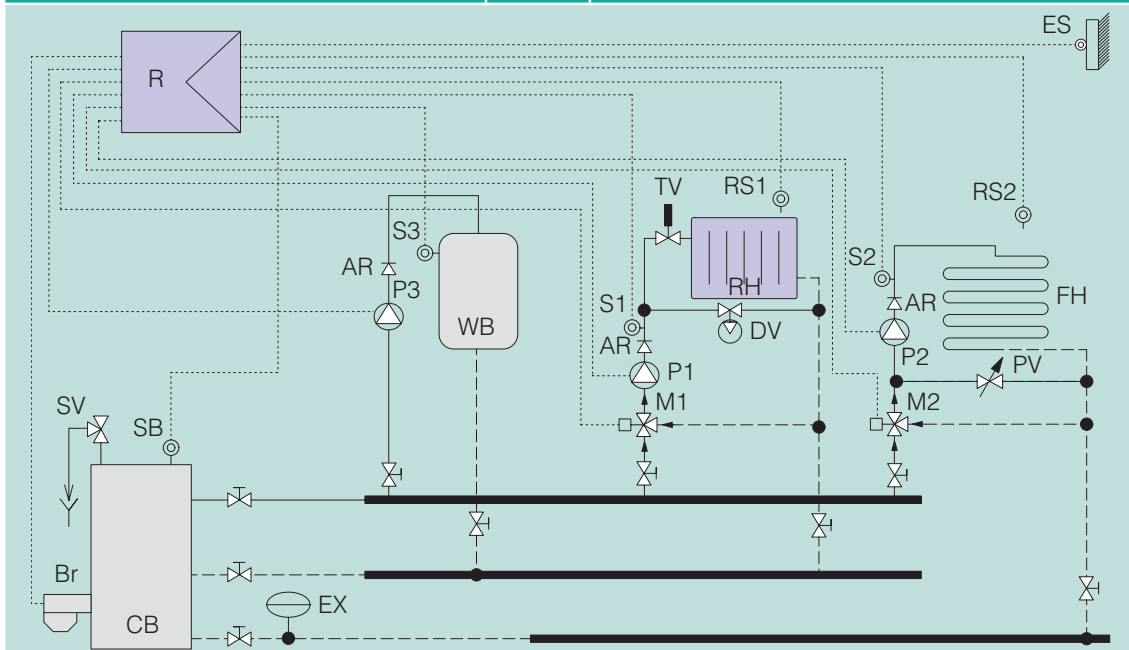 ES
R
TV
RS1
RS2
S3
S2
AR
P3
WB
S1
RH
AR
FH
DV
AR
P2
PV
P1
M1
M2
SV
SB
Br
CB
EX